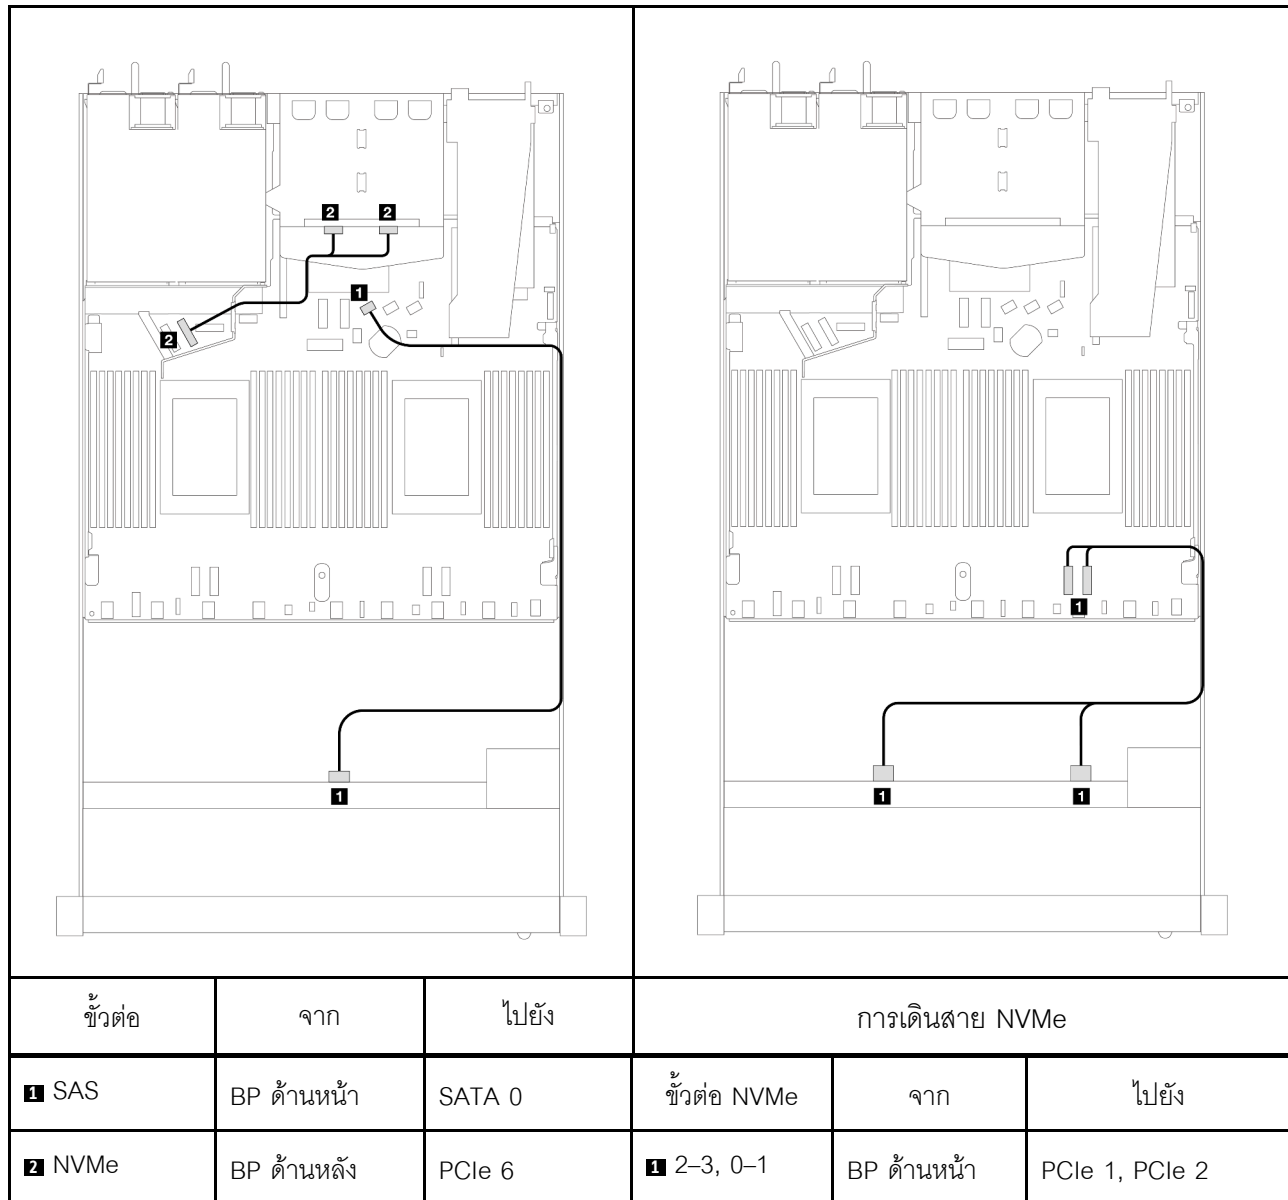 2 2
1
2
1
1
1 1
ขั้วต่อ จาก ไปยัง การเดินสาย NVMe
1 SAS BP ด้านหน้า SATA 0 ขั้วต่อ NVMe จาก ไปยัง
2 NVMe BP ด้านหลัง PCIe 6 1 2–3, 0–1 BP ด้านหน้า PCIe 1, PCIe 2